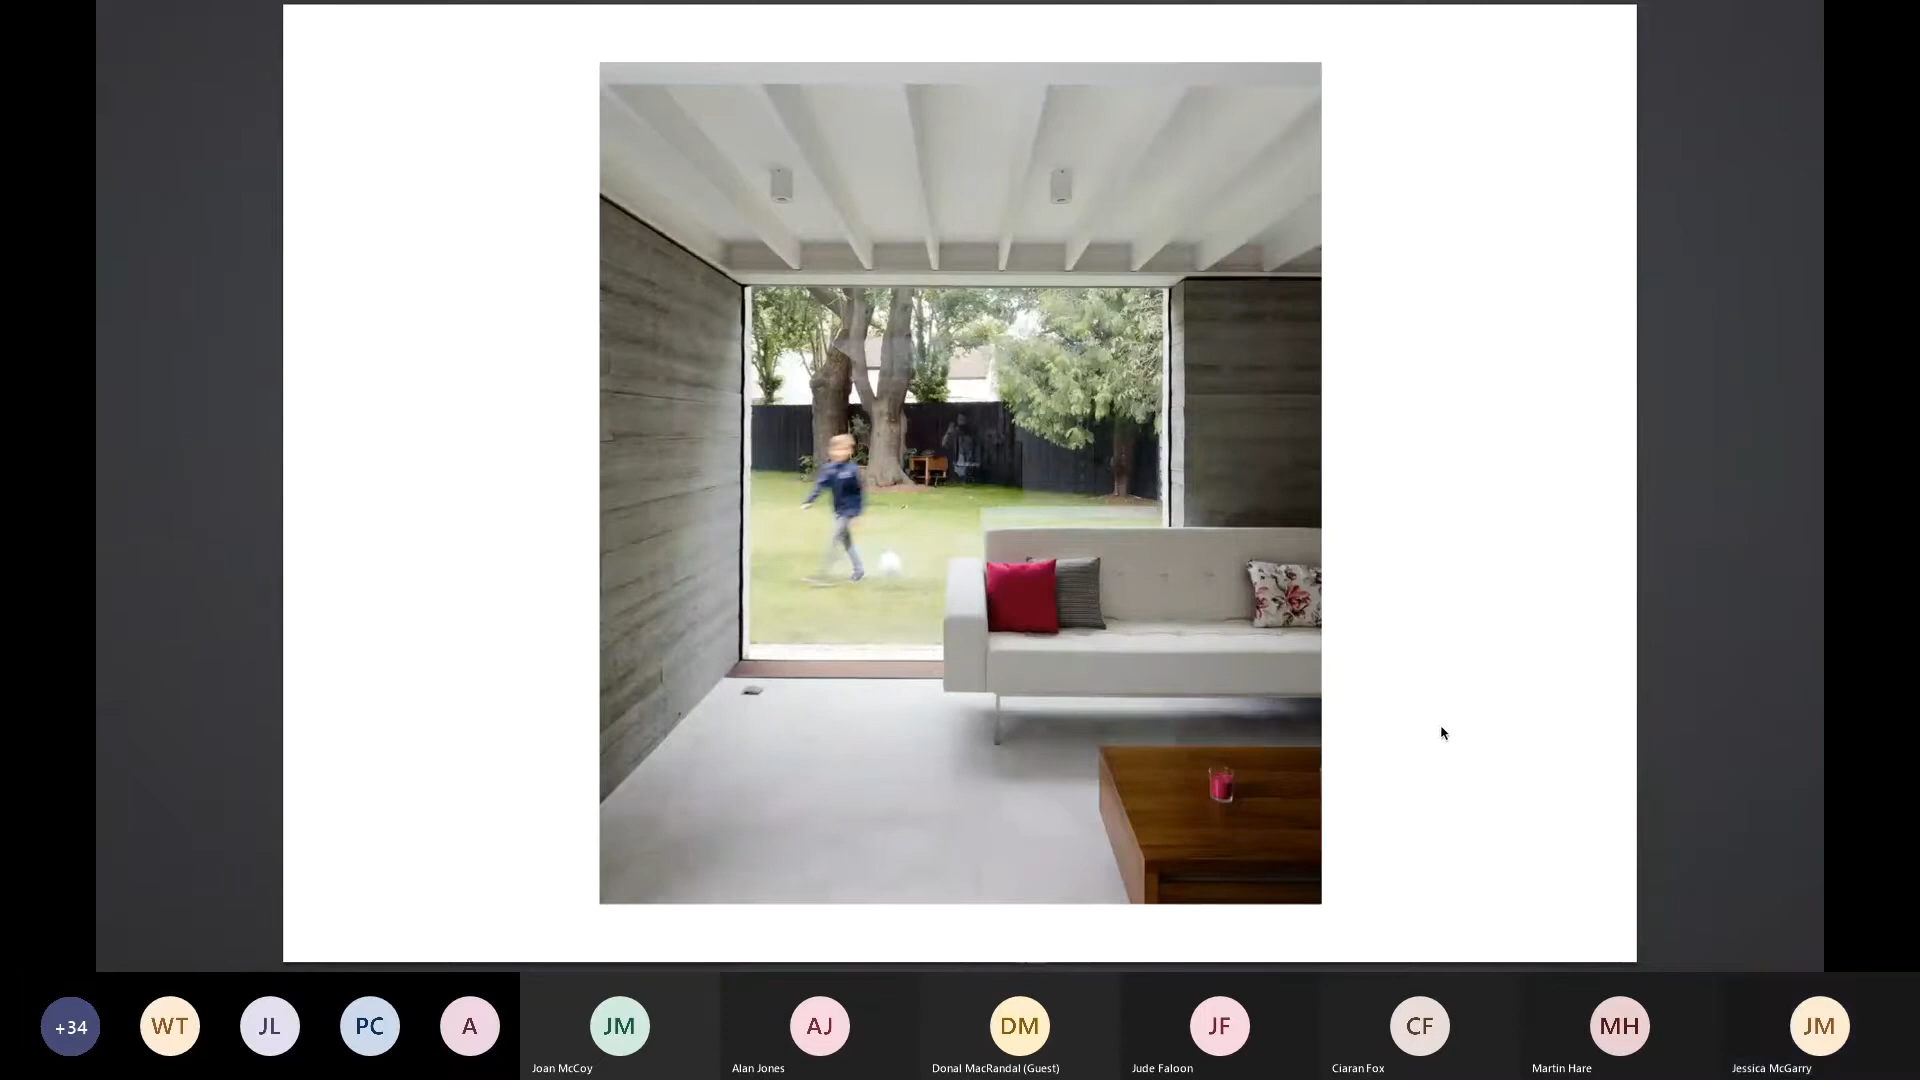 +34
WT
JL
PC
A
JM
AJ
DM
JF
CF
MH
JM
Joan McCoy
Alan Jones
Donal MacRandal (Guest)
Jude Faloon
Ciaran Fox
Martin Hare
Jessica McGarry